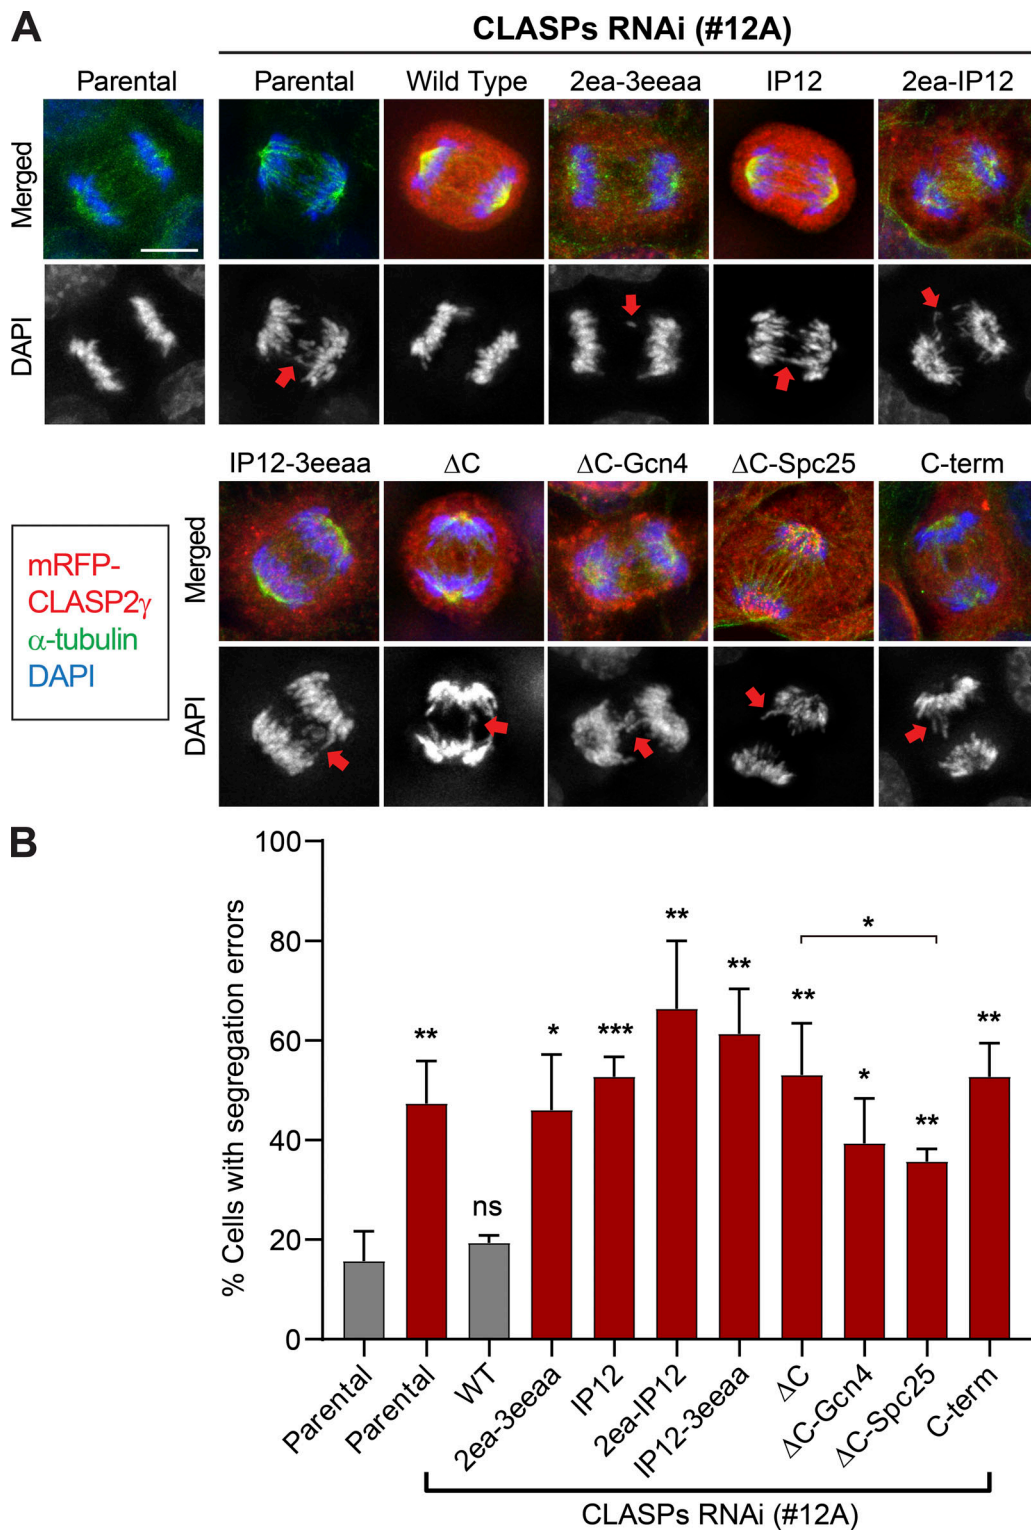 A
CLASPs RNAi (#12A)
Parental
Parental
Wild Type
2ea-3eeaa
IP12
2ea-IP12
Merged
DAPI
IP12-3eeaa
ΔC
ΔC-Gcn4
ΔC-Spc25
C-term
mRFP-
CLASP2γ
α-tubulin
DAPI
Merged
DAPI
B
% Cells with segregation errors
100
80
60
40
20
0
**
ns
*
***
**
**
**
*
*
**
**
Parental
Parental
WT
2ea-3eeaa
IP12
2ea-IP12
IP12-3eeaa
ΔC
ΔC-Gcn4
ΔC-Spc25
C-term
CLASPs RNAi (#12A)